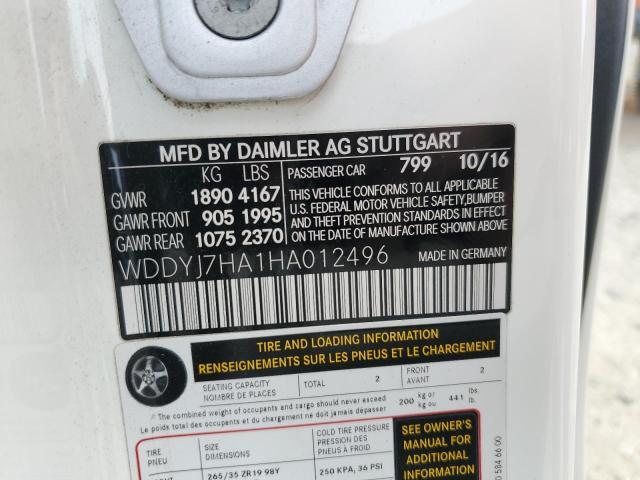 MFD BY DAIMLER AG STUTTGART
KG LBS PASSENGER CAR 799 10/16
GVWR 1890 4167
GAWR FRONT 905 1995
GAWR REAR 1075 2370
THIS VEHICLE CONFORMS TO ALL APPLICABLE
U.S. FEDERAL MOTOR VEHICLE SAFETY,BUMPER
AND THEFT PREVENTION STANDARDS IN EFFECT
ON THE DATE OF MANUFACTURE SHOWN ABOVE.
WDDYJ7HA1HA012496 MADE IN GERMANY
TIRE AND LOADING INFORMATION
RENSEIGNEMENTS SUR LES PNEUS ET LE CHARGEMENT
SEATING CAPACITY TOTAL 2 FRONT 2
NOMBRE DE PLACES AVANT
The combined weight of occupants and cargo should never exceed 200 kg or 441 lbs.
Le poids total des occupants et du chargement ne doit jamais dépasser kg ou lb.
TIRE SIZE COLD TIRE PRESSURE
PNEU DIMENSIONS PRESSION DES
PNEUS À FROID
265/35 ZR19 98Y 250 KPA, 36 PSI
SEE OWNER'S
MANUAL FOR
ADDITIONAL
INFORMATION
584 66 00